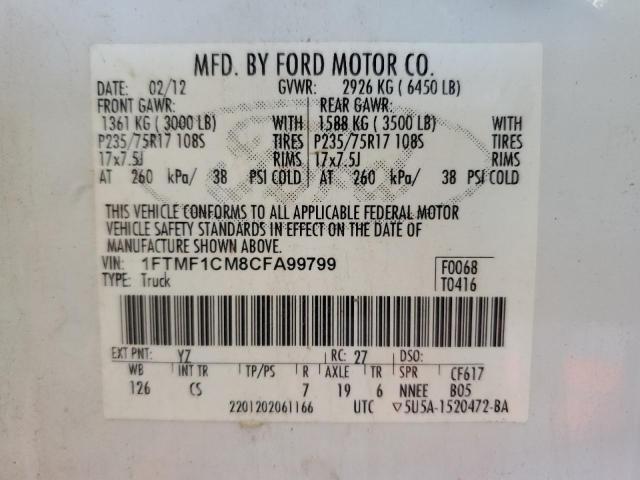 MFD. BY FORD MOTOR CO.
DATE: 02/12 GVWR: 2926 KG ( 6450 LB)
FRONT GAWR: REAR GAWR:
1361 KG ( 3000 LB) WITH 1588 KG ( 3500 LB) WITH
P235/75R17 108S TIRES P235/75R17 108S TIRES
17x7.5J RIMS 17x7.5J RIMS
AT 260 kPa/ 38 PSI COLD AT 260 kPa/ 38 PSI COLD
THIS VEHICLE CONFORMS TO ALL APPLICABLE FEDERAL MOTOR
VEHICLE SAFETY STANDARDS IN EFFECT ON THE DATE OF
MANUFACTURE SHOWN ABOVE.
VIN: 1FTMF1CM8CFA99799 F0068
TYPE: Truck T0416
EXT PNT: YZ RC: 27 DSO:
WB INT TR TP/PS R AXLE TR SPR CF617
126 CS 7 19 6 NNEE B05
2201202061166 UTC ▽5U5A-1520472-BA